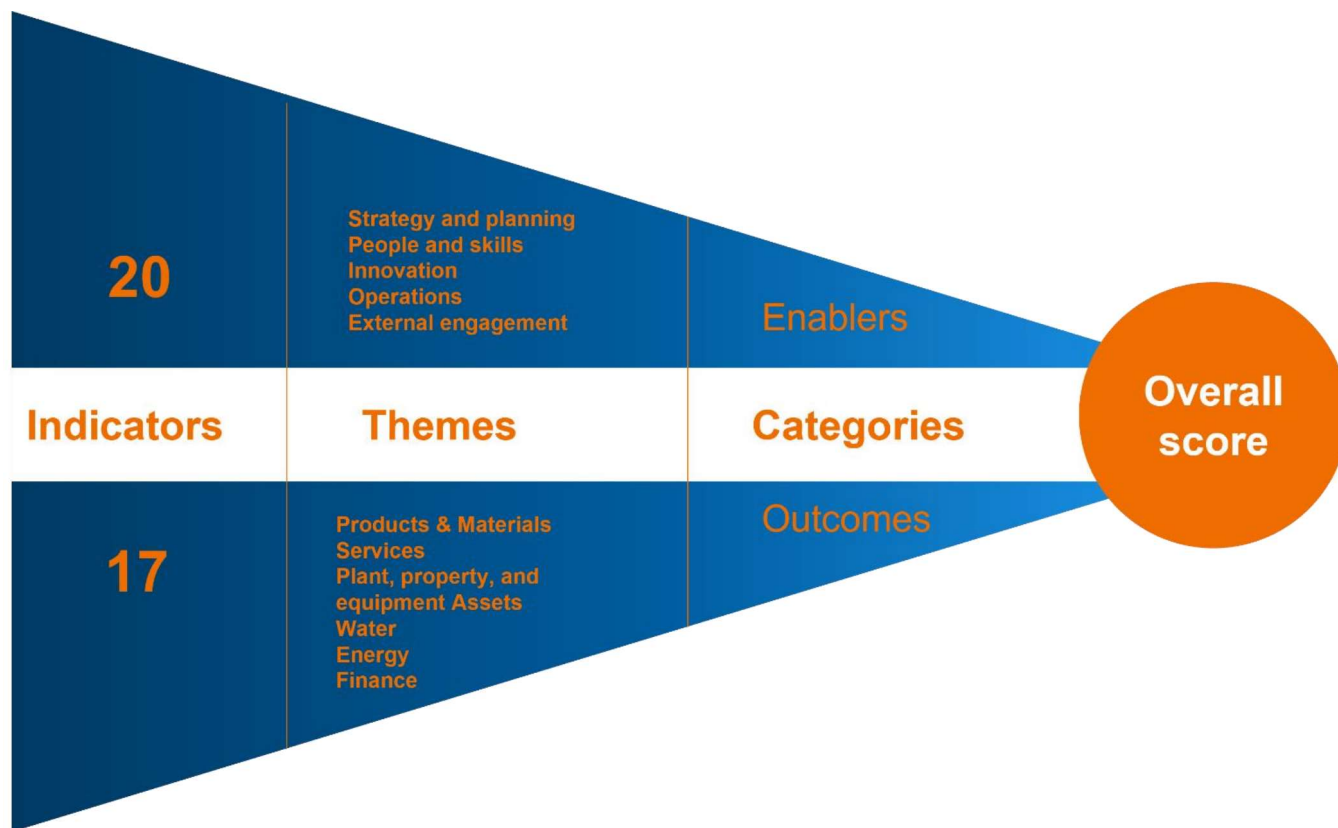 20
Strategy and planning
People and skills
Innovation
Operations
External engagement
Enablers
Indicators
Themes
Categories
Overall
score
17
Products & Materials
Services
Plant, property, and
equipment Assets
Water
Energy
Finance
Outcomes